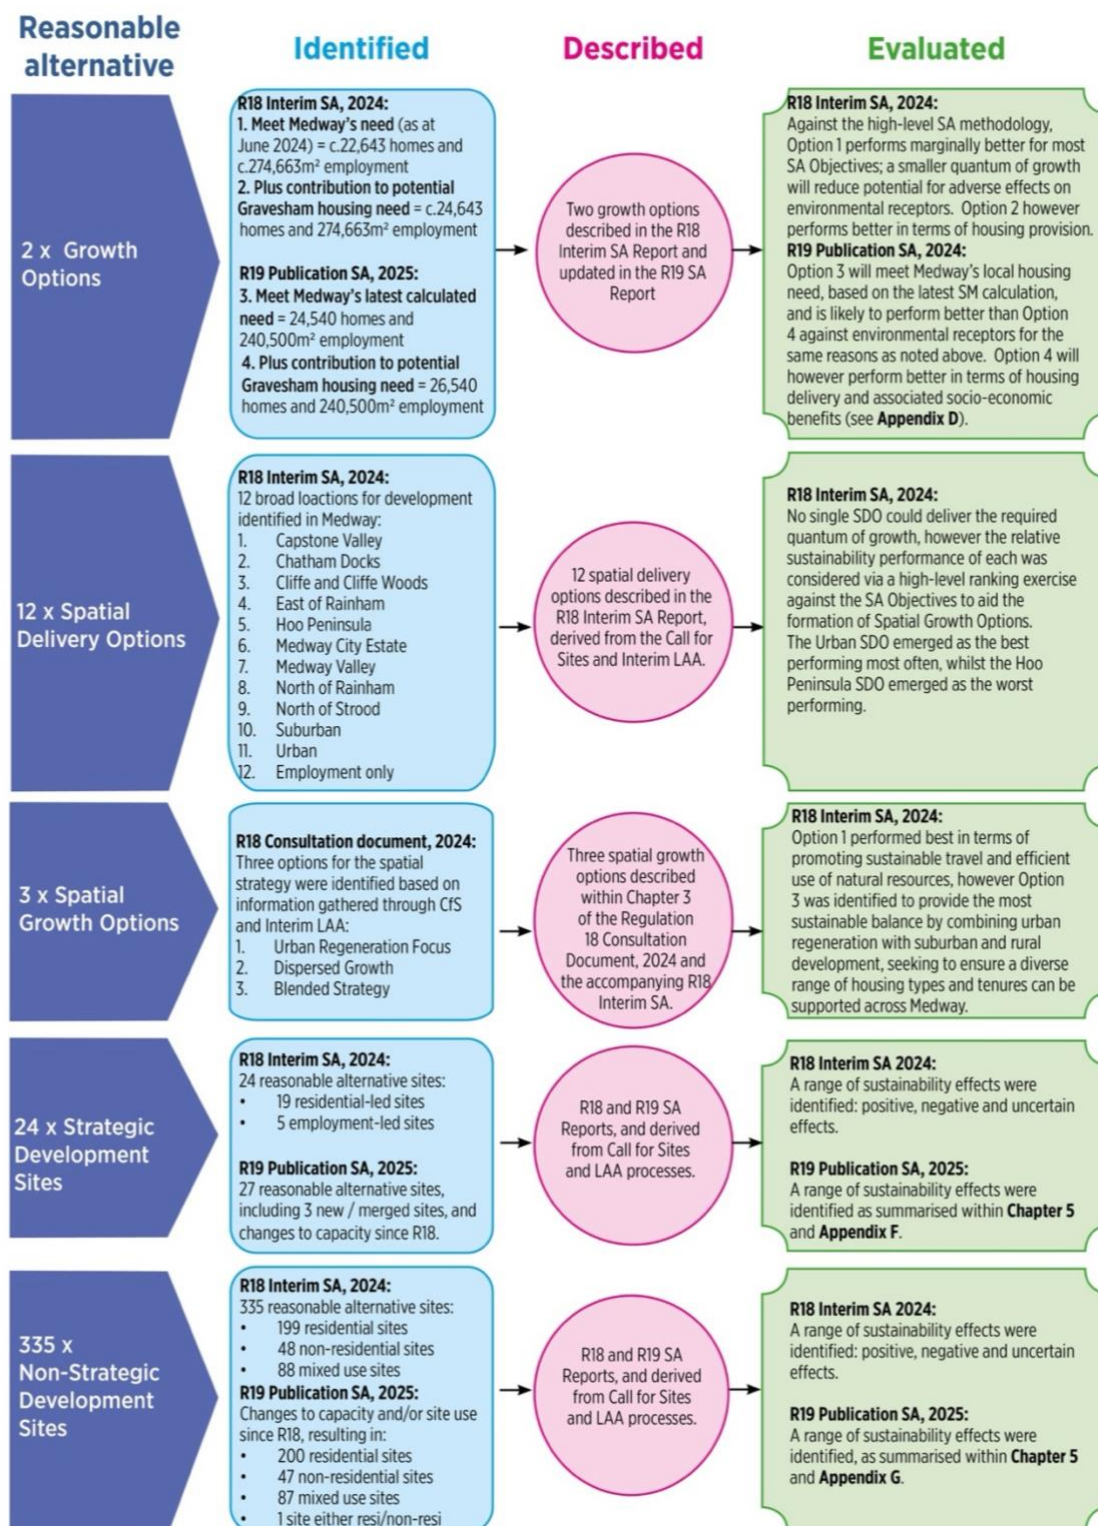 Reasonable
alternative
Identified
Described
Evaluated
2 x  Growth
Options
R18 Interim SA, 2024:
1. Meet Medway’s need (as at
June 2024) = c.22,643 homes and
c.274,663m² employment
2. Plus contribution to potential
Gravesham housing need = c.24,643
homes and 274,663m² employment
R19 Publication SA, 2025:
3. Meet Medway’s latest calculated
need = 24,540 homes and
240,500m² employment
4. Plus contribution to potential
Gravesham housing need = 26,540
homes and 240,500m² employment
Two growth options
described in the R18
Interim SA Report and
updated in the R19 SA
Report
R18 Interim SA, 2024:
Against the high-level SA methodology,
Option 1 performs marginally better for most
SA Objectives; a smaller quantum of growth
will reduce potential for adverse effects on
environmental receptors.  Option 2 however
performs better in terms of housing provision.
R19 Publication SA, 2024:
Option 3 will meet Medway’s local housing
need, based on the latest SM calculation,
and is likely to perform better than Option
4 against environmental receptors for the
same reasons as noted above.  Option 4 will
however perform better in terms of housing
delivery and associated socio-economic
benefits (see Appendix D).
12 x Spatial
Delivery Options
R18 Interim SA, 2024:
12 broad loactions for development
identified in Medway:
1. Capstone Valley
2. Chatham Docks
3. Cliffe and Cliffe Woods
4. East of Rainham
5. Hoo Peninsula
6. Medway City Estate
7. Medway Valley
8. North of Rainham
9. North of Strood
10. Suburban
11. Urban
12. Employment only
12 spatial delivery
options described in the
R18 Interim SA Report,
derived from the Call for
Sites and Interim LAA.
R18 Interim SA, 2024:
No single SDO could deliver the required
quantum of growth, however the relative
sustainability performance of each was
considered via a high-level ranking exercise
against the SA Objectives to aid the
formation of Spatial Growth Options.
The Urban SDO emerged as the best
performing most often, whilst the Hoo
Peninsula SDO emerged as the worst
performing.
3 x Spatial
Growth Options
R18 Consultation document, 2024:
Three options for the spatial
strategy were identified based on
information gathered through CfS
and Interim LAA:
1. Urban Regeneration Focus
2. Dispersed Growth
3. Blended Strategy
Three spatial growth
options described
within Chapter 3
of the Regulation
18 Consultation
Document, 2024 and
the accompanying R18
Interim SA.
R18 Interim SA, 2024:
Option 1 performed best in terms of
promoting sustainable travel and efficient
use of natural resources, however Option
3 was identified to provide the most
sustainable balance by combining urban
regeneration with suburban and rural
development, seeking to ensure a diverse
range of housing types and tenures can be
supported across Medway.
24 x Strategic
Development
Sites
R18 Interim SA, 2024:
24 reasonable alternative sites:
• 19 residential-led sites
• 5 employment-led sites
R19 Publication SA, 2025:
27 reasonable alternative sites,
including 3 new / merged sites, and
changes to capacity since R18.
R18 and R19 SA
Reports, and derived
from Call for Sites
and LAA processes.
R18 Interim SA 2024:
A range of sustainability effects were
identified: positive, negative and uncertain
effects.
R19 Publication SA, 2025:
A range of sustainability effects were
identified as summarised within Chapter 5
and Appendix F.
335 x
Non-Strategic
Development
Sites
R18 Interim SA, 2024:
335 reasonable alternative sites:
• 199 residential sites
• 48 non-residential sites
• 88 mixed use sites
R19 Publication SA, 2025:
Changes to capacity and/or site use
since R18, resulting in:
• 200 residential sites
• 47 non-residential sites
• 87 mixed use sites
• 1 site either resi/non-resi
R18 and R19 SA
Reports, and derived
from Call for Sites
and LAA processes.
R18 Interim SA 2024:
A range of sustainability effects were
identified: positive, negative and uncertain
effects.
R19 Publication SA, 2025:
A range of sustainability effects were
identified, as summarised within Chapter 5
and Appendix G.